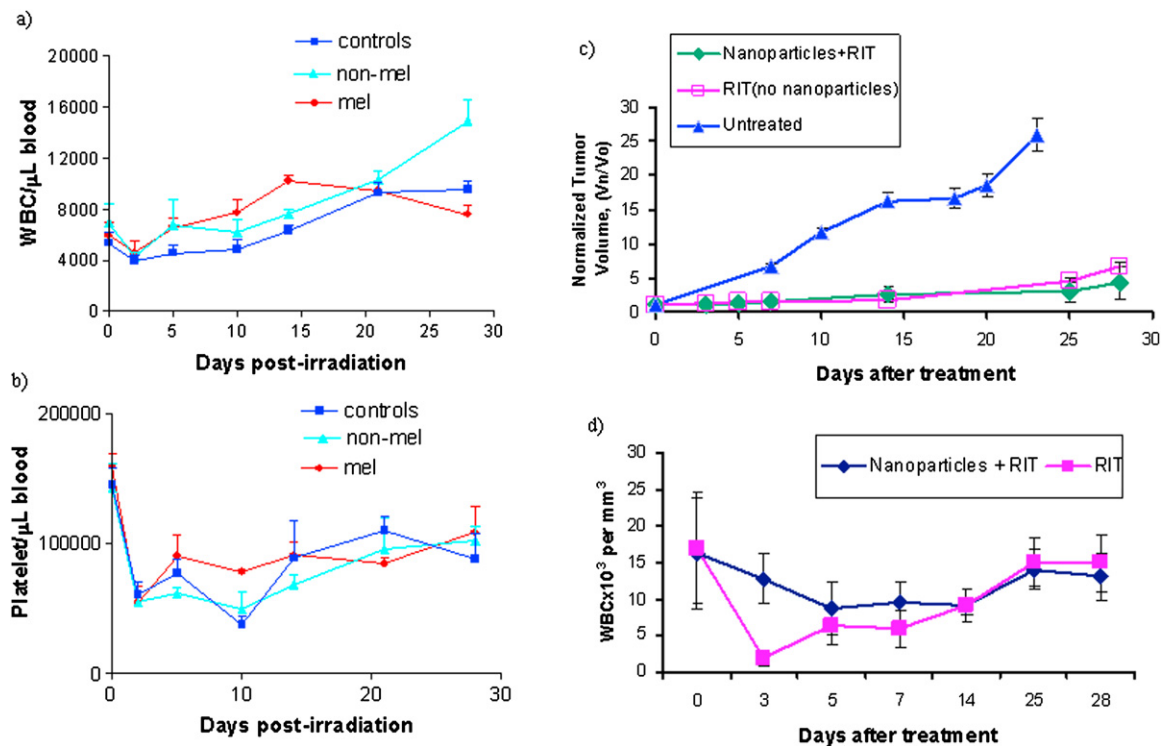 a)
controls
non-mel
mel
20000
16000
12000
8000
4000
0
WBC/µL blood
0 5 10 15 20 25 30
Days post-irradiation
b)
controls
non-mel
mel
200000
100000
0
Platelet/µL blood
0 10 20 30
Days post-irradiation
c)
Nanoparticles+RIT
RIT(no nanoparticles)
Untreated
30
25
20
15
10
5
0
Normalized Tumor
Volume, (Vn/Vo)
0 5 10 15 20 25 30
Days after treatment
d)
Nanoparticles +RIT RIT
30
25
20
15
10
5
0
WBCx10³ per mm³
0 3 5 7 14 25 28
Days after treatment